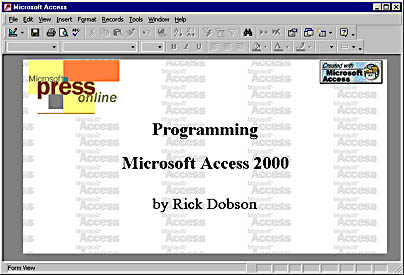 Microsoft Access
File Edit View Insert Format Records Tools Window Help
B I U
Microsoft
press
online
Created with
Microsoft
Access
Programming
Microsoft Access 2000
by Rick Dobson
Form View